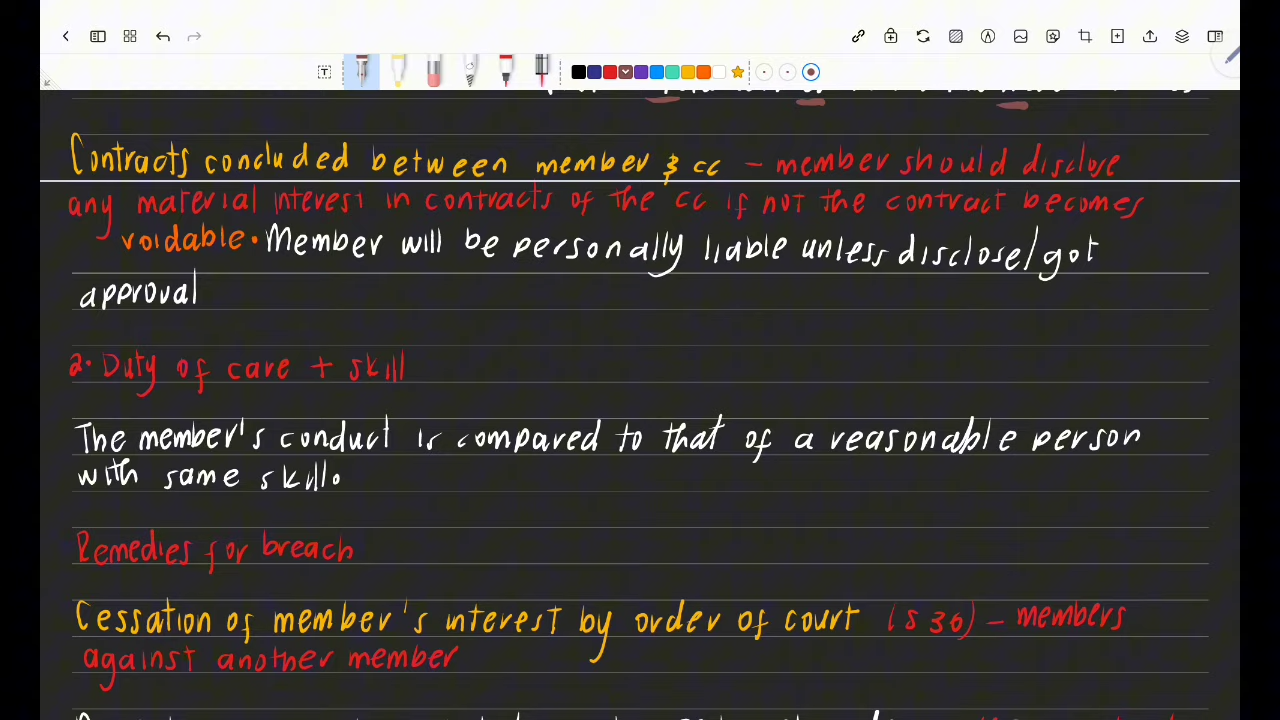 Contracts concluded between member & cc - member should disclose
any material interest in contracts of the cc if not the contract becomes
voidable. Member will be personally liable unless disclose/got
approval
2. Duty of care + skill
The member's conduct is compared to that of a reasonable person
with same skill.
Remedies for breach
Cessation of member's interest by order of court (s 36) - members
against another member